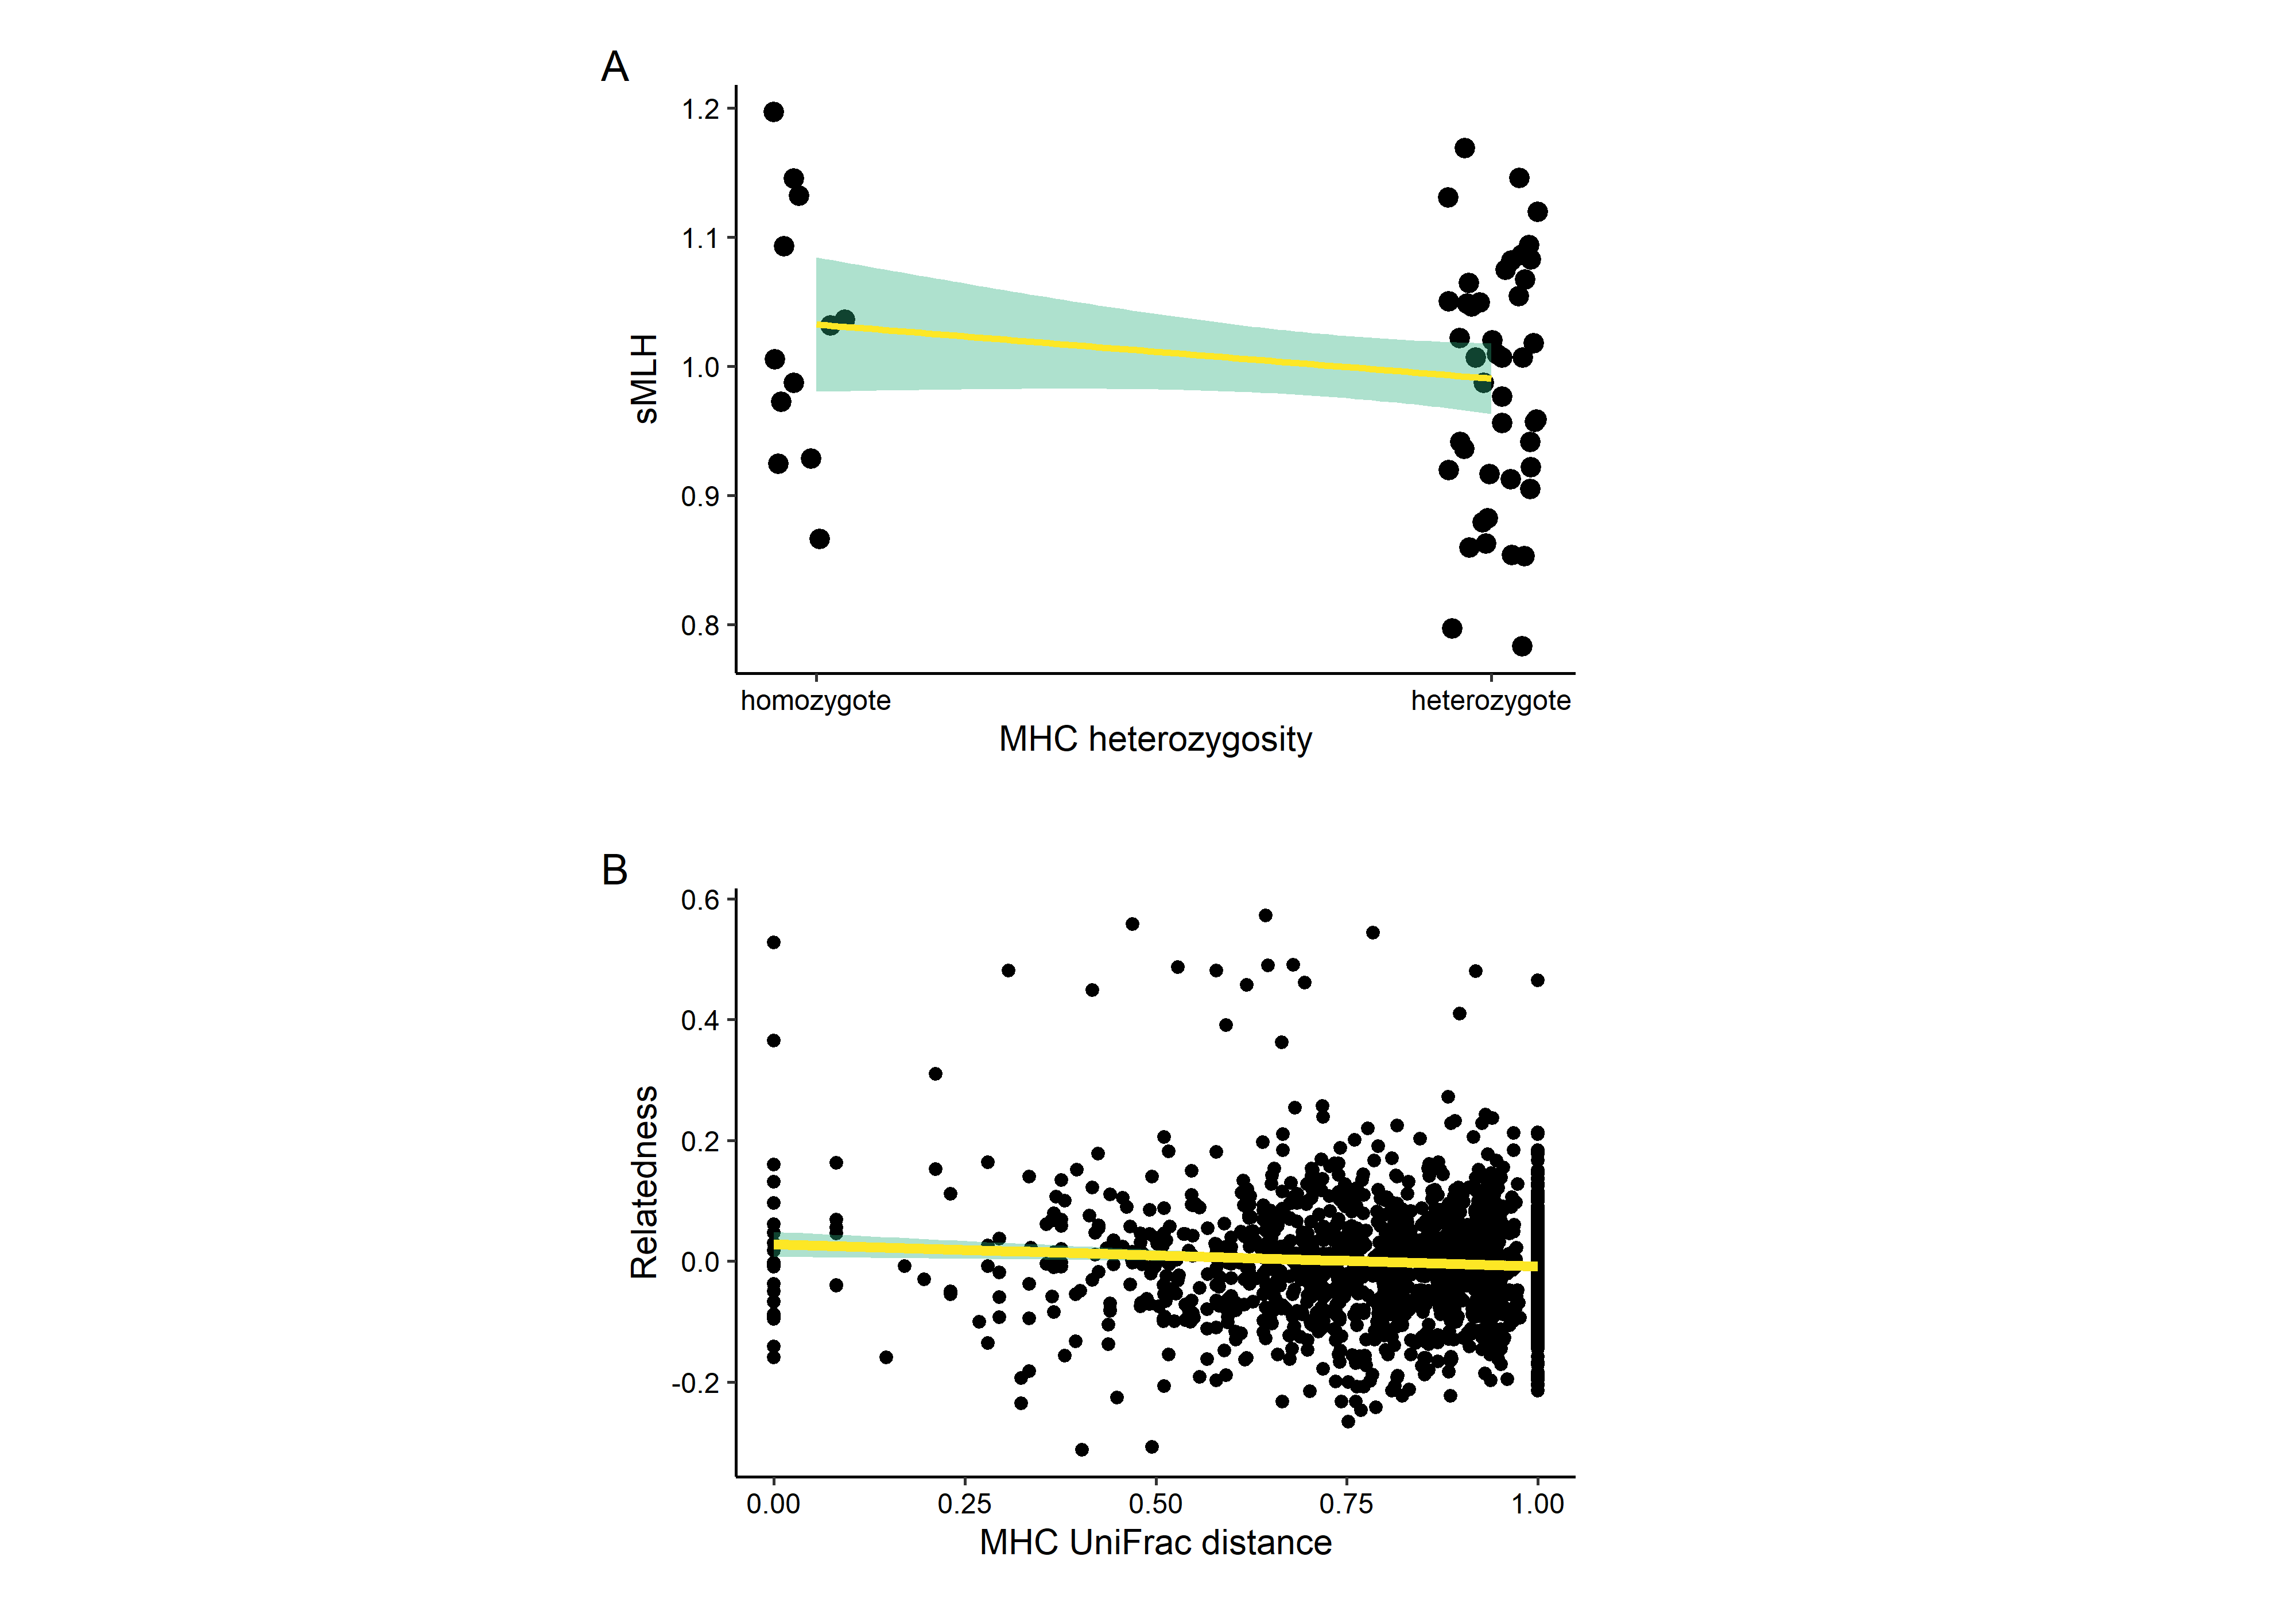 A
1.2
1.1
1.0
0.9
0.8
sMLH
homozygote heterozygote
MHC heterozygosity
B
0.6
0.4
0.2
0.0
-0.2
Relatedness
0.00 0.25 0.50 0.75 1.00
MHC UniFrac distance